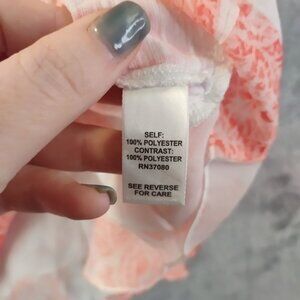 SELF:
100% POLYESTER
CONTRAST:
100% POLYESTER
RN37080
SEE REVERSE
FOR CARE